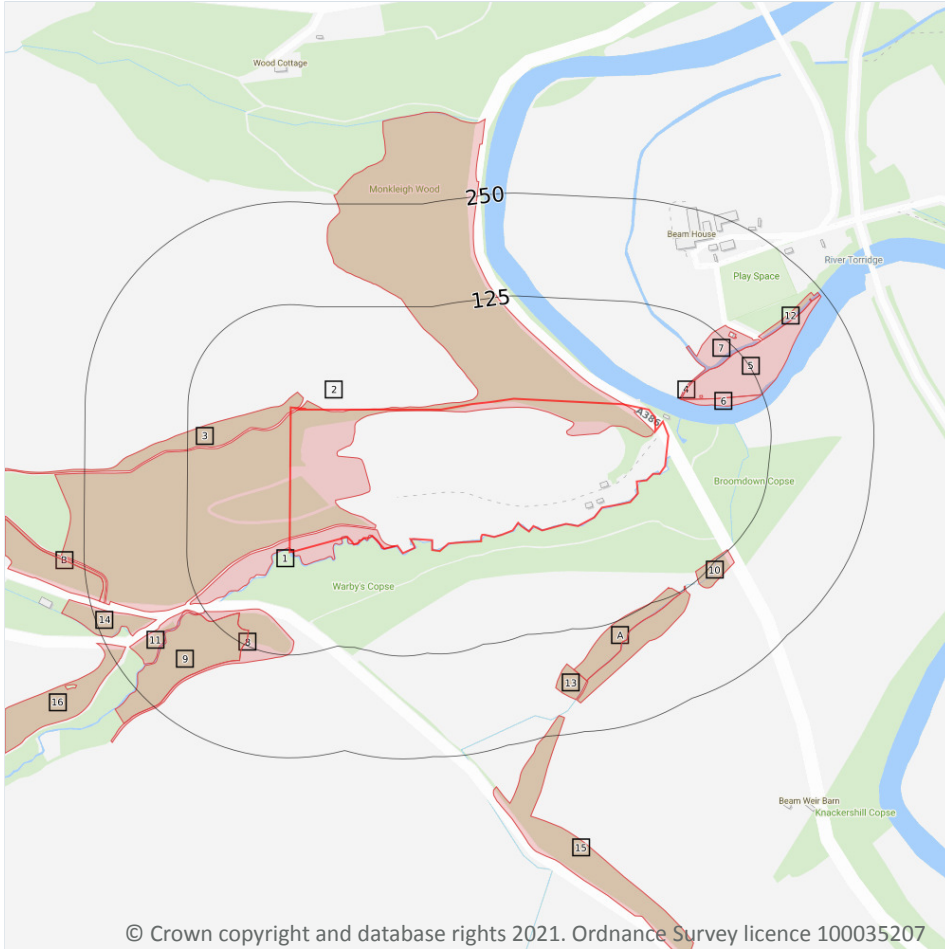 Wood Cottage
Monkleigh Wood
250
Beam House
River Torridge
Play Space
125
12
7
5
4
2
6
A386
3
Broomdown Copse
1
B
10
Warby's Copse
14
11
A
8
9
13
16
Beam Weir Barn
Knackershill Copse
15
© Crown copyright and database rights 2021. Ordnance Survey licence 100035207